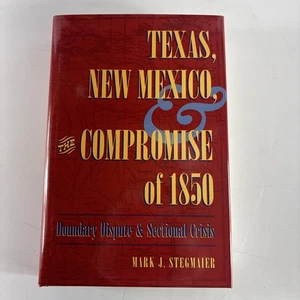 TEXAS,
NEW MEXICO,
&
THE COMPROMISE
of 1850
Boundary Dispute & Sectional Crisis
MARK J. STEGMAIER